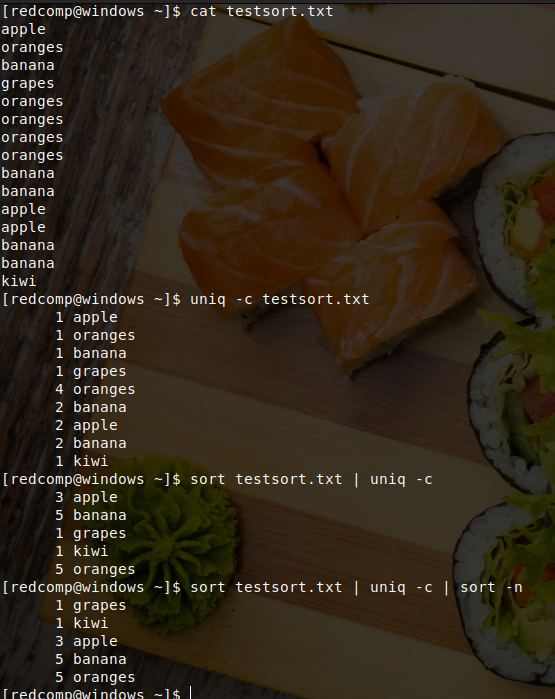 [redcomp@windows ~]$ cat testsort.txt
apple
oranges
banana
grapes
oranges
oranges
oranges
oranges
banana
banana
apple
apple
banana
banana
kiwi
[redcomp@windows ~]$ uniq -c testsort.txt
      1 apple
      1 oranges
      1 banana
      1 grapes
      4 oranges
      2 banana
      2 apple
      2 banana
      1 kiwi
[redcomp@windows ~]$ sort testsort.txt | uniq -c
      3 apple
      5 banana
      1 grapes
      1 kiwi
      5 oranges
[redcomp@windows ~]$ sort testsort.txt | uniq -c | sort -n
      1 grapes
      1 kiwi
      3 apple
      5 banana
      5 oranges
[redcomp@windows ~]$